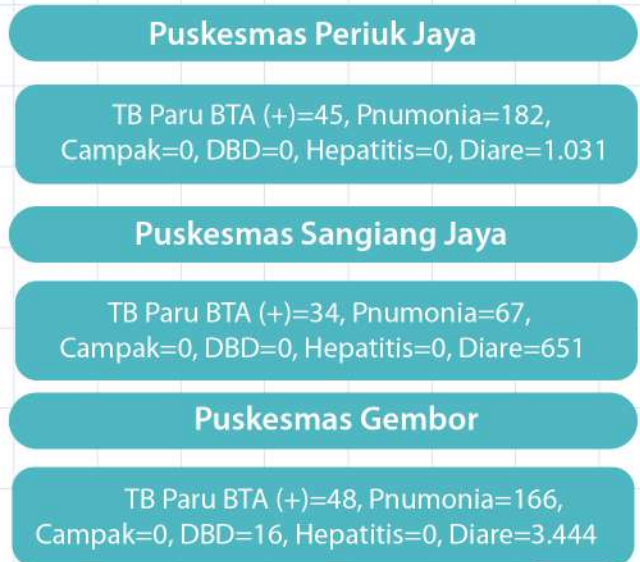 Puskesmas Periuk Jaya
TB Paru BTA (+)=45, Pnumonia=182,
Campak=0, DBD=0, Hepatitis=0, Diare=1.031
Puskesmas Sangiang Jaya
TB Paru BTA (+)=34, Pnumonia=67,
Campak=0, DBD=0, Hepatitis=0, Diare=651
Puskesmas Gembor
TB Paru BTA (+)=48, Pnumonia=166,
Campak=0, DBD=16, Hepatitis=0, Diare=3.444